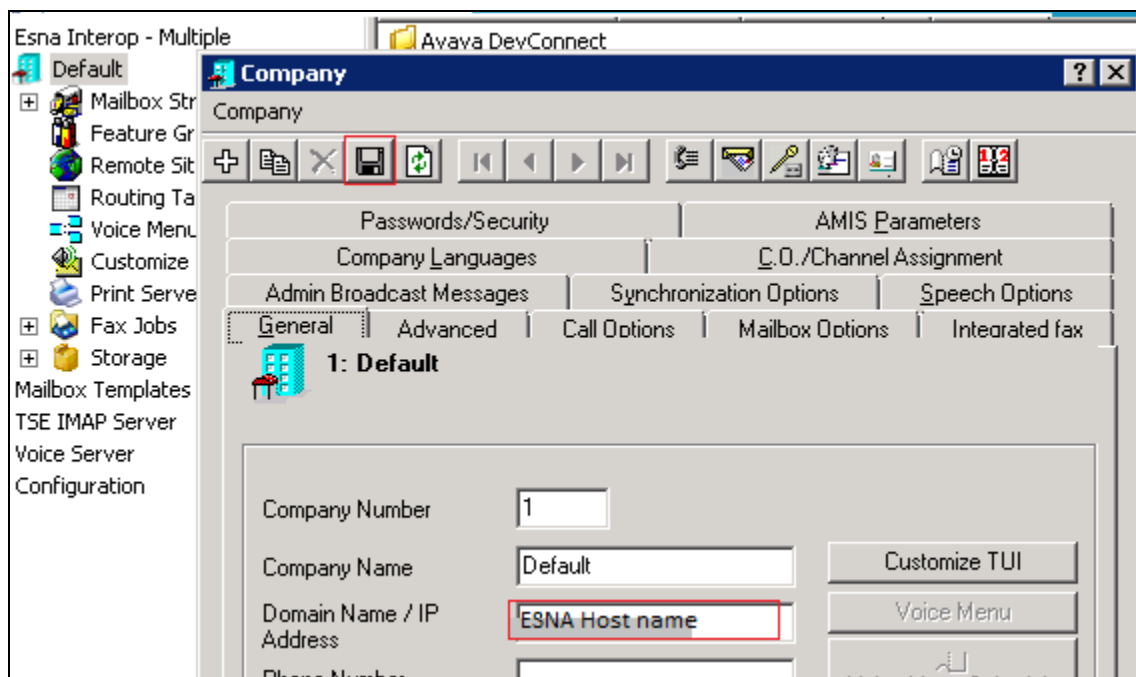 Esna Interop - Multiple
Avaya DevConnect
Default
Mailbox Str
Feature Gr
Remote Sit
Routing Ta
Voice Menu
Customize
Print Serve
Fax Jobs
Storage
Mailbox Templates
TSE IMAP Server
Voice Server
Configuration
Company
Company
Passwords/Security
AMIS Parameters
Company Languages
C.O./Channel Assignment
Admin Broadcast Messages
Synchronization Options
Speech Options
General
Advanced
Call Options
Mailbox Options
Integrated fax
1: Default
Company Number
1
Company Name
Default
Customize TUI
Domain Name / IP
Address
ESNA Host name
Voice Menu
Phone Number